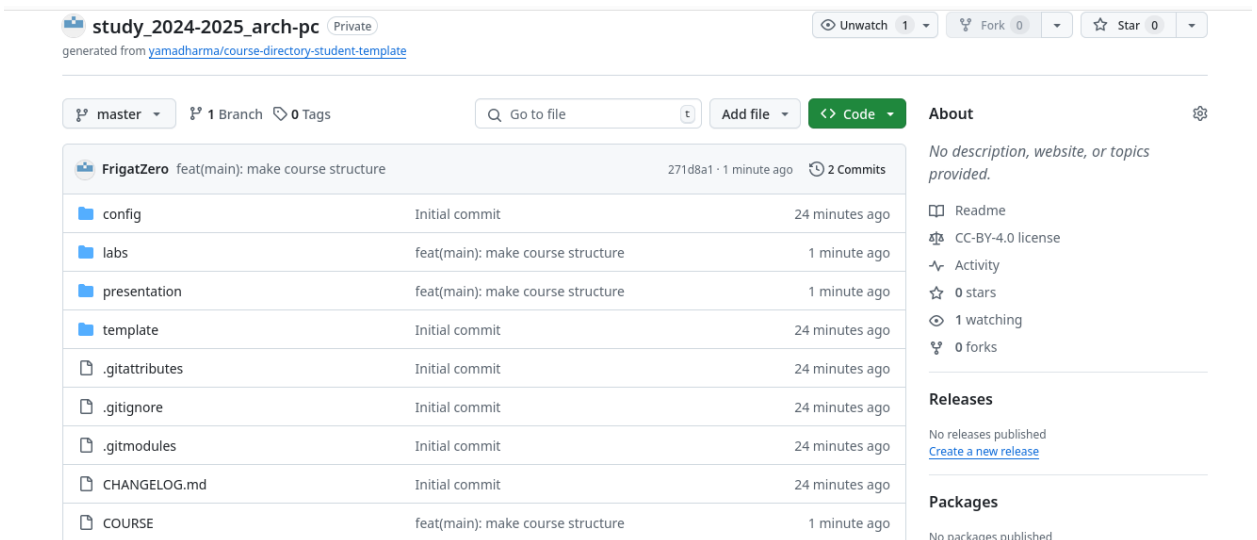 study_2024-2025_arch-pc Private Unwatch 1 Fork 0 Star 0
generated from yamadharma/course-directory-student-template
master 1 Branch 0 Tags Go to file t Add file <> Code
FrigatZero feat(main): make course structure 271d8a1 · 1 minute ago 2 Commits
config Initial commit 24 minutes ago
labs feat(main): make course structure 1 minute ago
presentation feat(main): make course structure 1 minute ago
template Initial commit 24 minutes ago
.gitattributes Initial commit 24 minutes ago
.gitignore Initial commit 24 minutes ago
.gitmodules Initial commit 24 minutes ago
CHANGELOG.md Initial commit 24 minutes ago
COURSE feat(main): make course structure 1 minute ago
About
No description, website, or topics
provided.
Readme
CC-BY-4.0 license
Activity
0 stars
1 watching
0 forks
Releases
No releases published
Create a new release
Packages
No packages published